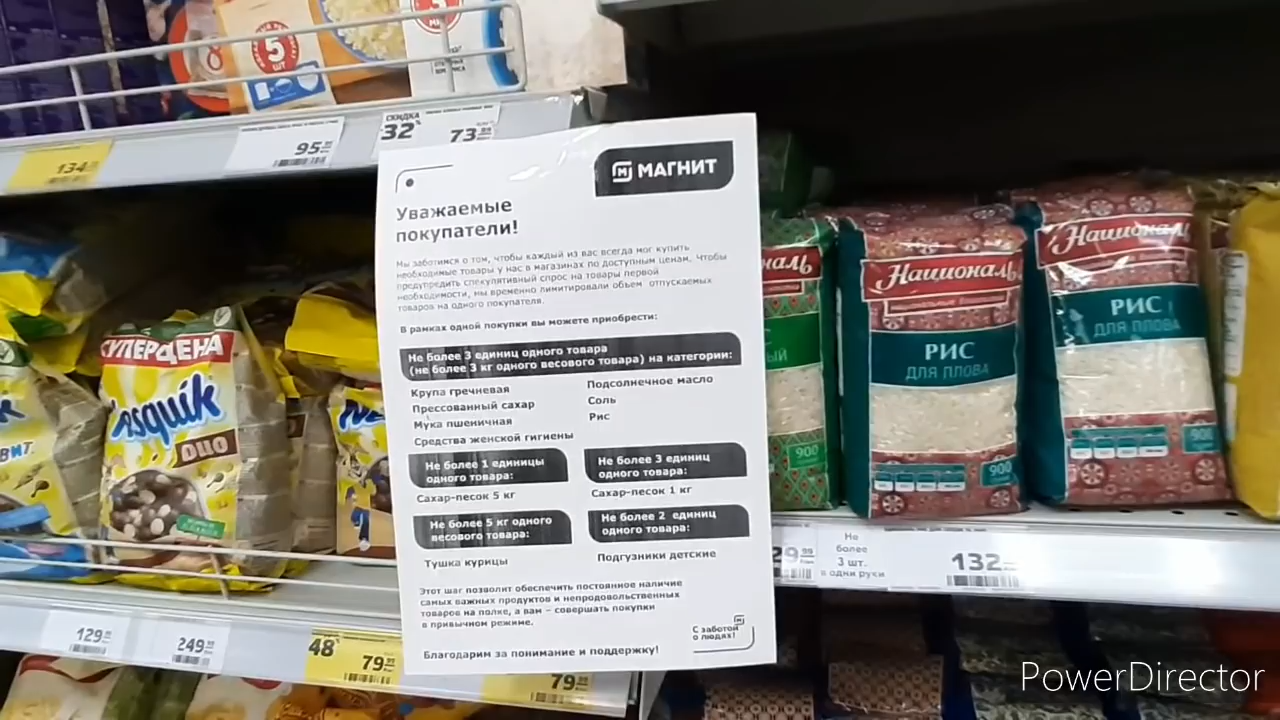 5
134
95
СКИДКА
32%
73
МАГНИТ
Уважаемые
покупатели!
Мы заботимся о том, чтобы каждый из вас всегда мог купить
необходимые товары у нас в магазинах по доступным ценам. Чтобы
предупредить спекулятивный спрос на товары первой
необходимости, мы временно лимитировали объем отпускаемых
товаров на одного покупателя.
В рамках одной покупки вы можете приобрести:
Не более 3 единиц одного товара
(не более 3 кг одного весового товара) на категории:
Крупа гречневая
Прессованный сахар
Мука пшеничная
Средства женской гигиены
Подсолнечное масло
Соль
Рис
Не более 1 единицы
одного товара:
Сахар-песок 5 кг
Не более 3 единиц
одного товара:
Сахар-песок 1 кг
Не более 5 кг одного
весового товара:
Тушка курицы
Не более 2 единиц
одного товара:
Подгузники детские
Этот шаг позволит обеспечить постоянное наличие
самых важных продуктов и непродовольственных
товаров на полке, а вам – совершать покупки
в привычном режиме.
Благодарим за понимание и поддержку!
С заботой
о людях!
СУПЕРЦЕНА
Nesquik
DUO
Националь
РИС
ДЛЯ ПЛОВА
900
Националь
РИС
ДЛЯ ПЛОВА
900
900
29 99
Не
более
3 шт.
в одни руки
132
129
249
48%
79
79
PowerDirector